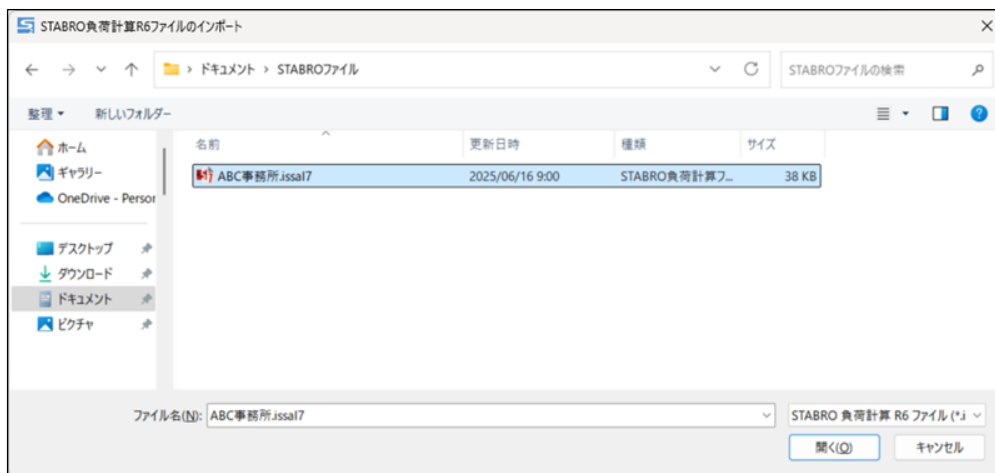 STABRO負荷計算R6ファイルのインポート
ドキュメント > STABROファイル
STABROファイルの検索
整理 新しいフォルダー
名前 更新日時 種類 サイズ
ABC事務所.issal7 2025/06/16 9:00 STABRO負荷計算フ... 38 KB
ホーム
ギャラリー
OneDrive - Person
デスクトップ
ダウンロード
ドキュメント
ピクチャ
ファイル名(N): ABC事務所.issal7
STABRO 負荷計算 R6 ファイル (*.i
開く(O) キャンセル